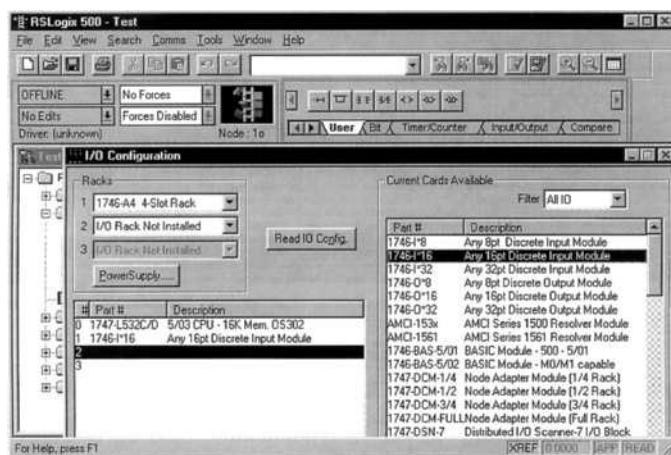 RSLogix 500 - Test
File Edit View Search Comms Tools Window Help
OFFLINE No Forces
No Edits Forces Disabled
Driver: (unknown) Node: 1o
User Bit Timer/Counter Input/Output Compare
Test
I/O Configuration
Racks
1 1746-A4 4-Slot Rack
2 I/O Rack Not Installed
3 I/O Rack Not Installed
Read IO Config.
PowerSupply....
# Part # Description
0 1747-L532C/D 5/03 CPU - 16K Mem. OS302
1 1746-I*16 Any 16pt Discrete Input Module
2
3
Current Cards Available
Filter All IO
Part # Description
1746-I*8 Any 8pt Discrete Input Module
1746-I*16 Any 16pt Discrete Input Module
1746-I*32 Any 32pt Discrete Input Module
1746-O*8 Any 8pt Discrete Output Module
1746-O*16 Any 16pt Discrete Output Module
1746-O*32 Any 32pt Discrete Output Module
AMCI-153x AMCI Series 1500 Resolver Module
AMCI-1561 AMCI Series 1561 Resolver Module
1746-BAS-5/01 BASIC Module - 500 - 5/01
1746-BAS-5/02 BASIC Module - M0/M1 capable
1747-DCM-1/4 Node Adapter Module (1/4 Rack)
1747-DCM-1/2 Node Adapter Module (1/2 Rack)
1747-DCM-3/4 Node Adapter Module (3/4 Rack)
1747-DCM-FULL Node Adapter Module (Full Rack)
1747-DSN-7 Distributed I/O Scanner-7 I/O Block
For Help, press F1
XREF 0:0000 APP READ